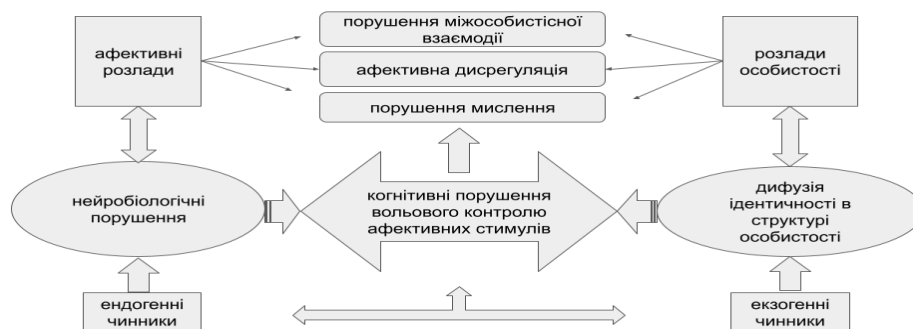 порушення міжособистісної
взаємодії
афективні
розлади
афективна дисрегуляція
розлади
особистості
порушення мислення
нейробіологічні
порушення
когнітивні порушення
вольового контролю
афективних стимулів
дифузія
ідентичності в
структурі
особистості
ендогенні
чинники
екзогенні
чинники